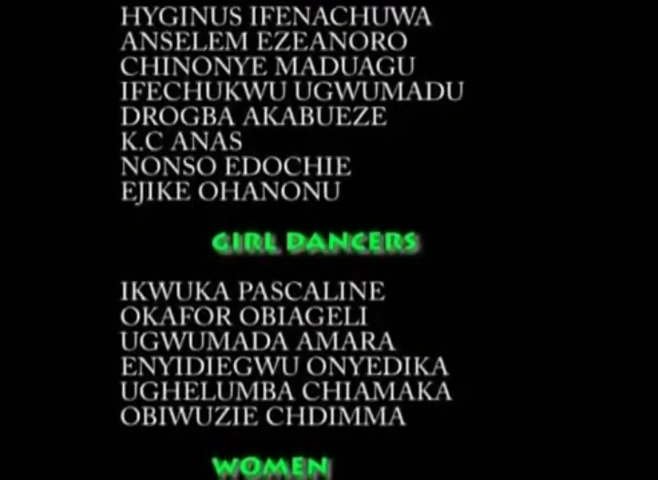 HYGINUS IFENACHUWA
ANSELEM EZEANORO
CHINONYE MADUAGU
IFECHUKWU UGWUMADU
DROGBA AKABUEZE
K.C ANAS
NONSO EDOCHIE
EJIKE OHANONU
GIRL DANCERS
IKWUKA PASCALINE
OKAFOR OBIAGELI
UGWUMADA AMARA
ENYIDIEGWU ONYEDIKA
UGHELUMBA CHIAMAKA
OBIWUZIE CHDIMMA
WOMEN